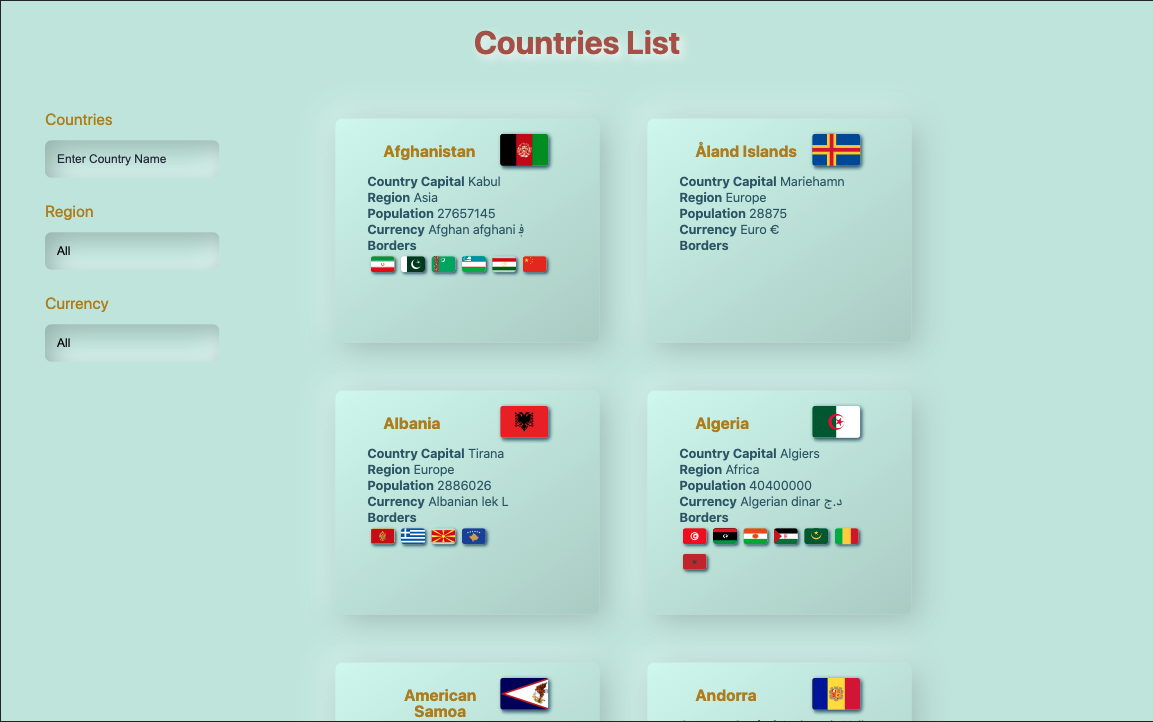 Countries List
Countries
Enter Country Name
Region
All
Currency
All
Afghanistan
Country Capital Kabul
Region Asia
Population 27657145
Currency Afghan afghani ؋
Borders
Åland Islands
Country Capital Mariehamn
Region Europe
Population 28875
Currency Euro €
Borders
Albania
Country Capital Tirana
Region Europe
Population 2886026
Currency Albanian lek L
Borders
Algeria
Country Capital Algiers
Region Africa
Population 40400000
Currency Algerian dinar د.ج
Borders
American
Samoa
Andorra